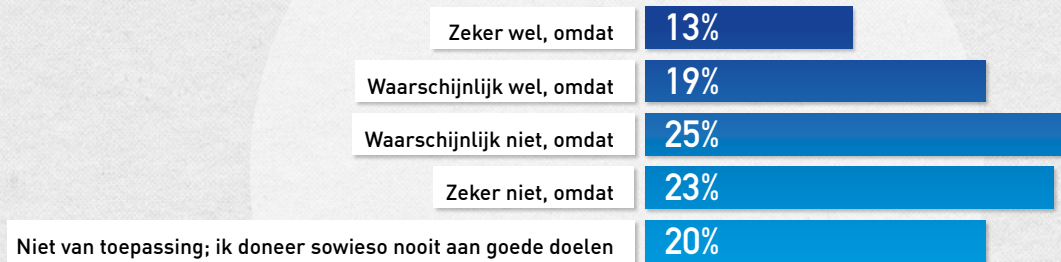 Zeker wel, omdat 13%
Waarschijnlijk wel, omdat 19%
Waarschijnlijk niet, omdat 25%
Zeker niet, omdat 23%
Niet van toepassing; ik doneer sowieso nooit aan goede doelen 20%